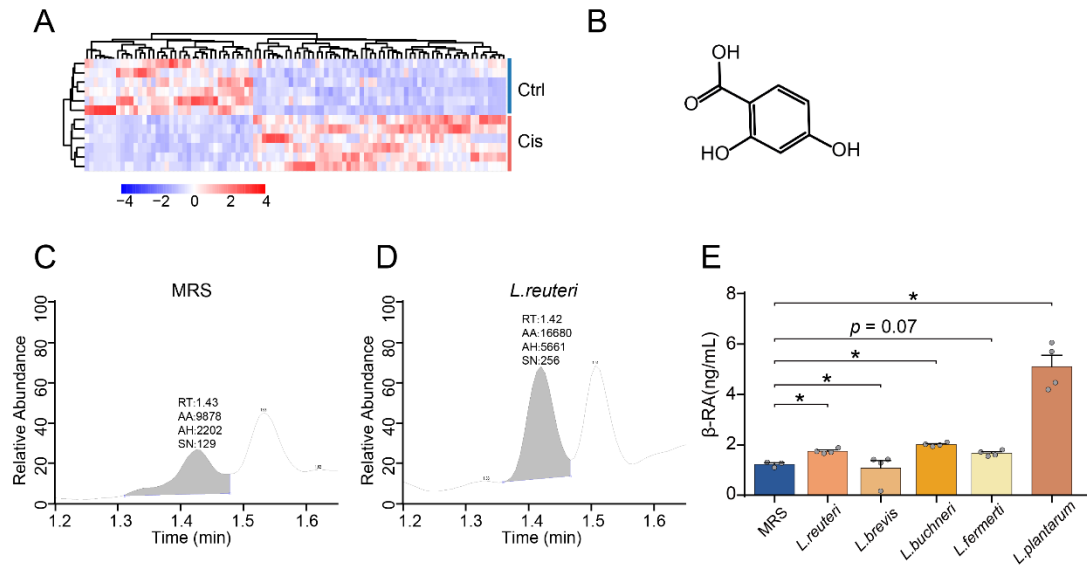 A
Ctrl
Cis
−4 −2 0 2 4
B
OH
O
HO
OH
C
MRS
Relative Abundance
100
80
60
40
20
0
RT:1.43
AA:9878
AH:2202
SN:129
1.2 1.3 1.4 1.5 1.6
Time (min)
D
L.reuteri
Relative Abundance
100
80
60
40
20
0
RT:1.42
AA:16680
AH:5661
SN:256
1.2 1.3 1.4 1.5 1.6
Time (min)
E
β-RA(ng/mL)
8
6
4
2
0
*
p = 0.07
*
*
*
MRS
L.reuteri
L.brevis
L.buchneri
L.fermerti
L.plantarum